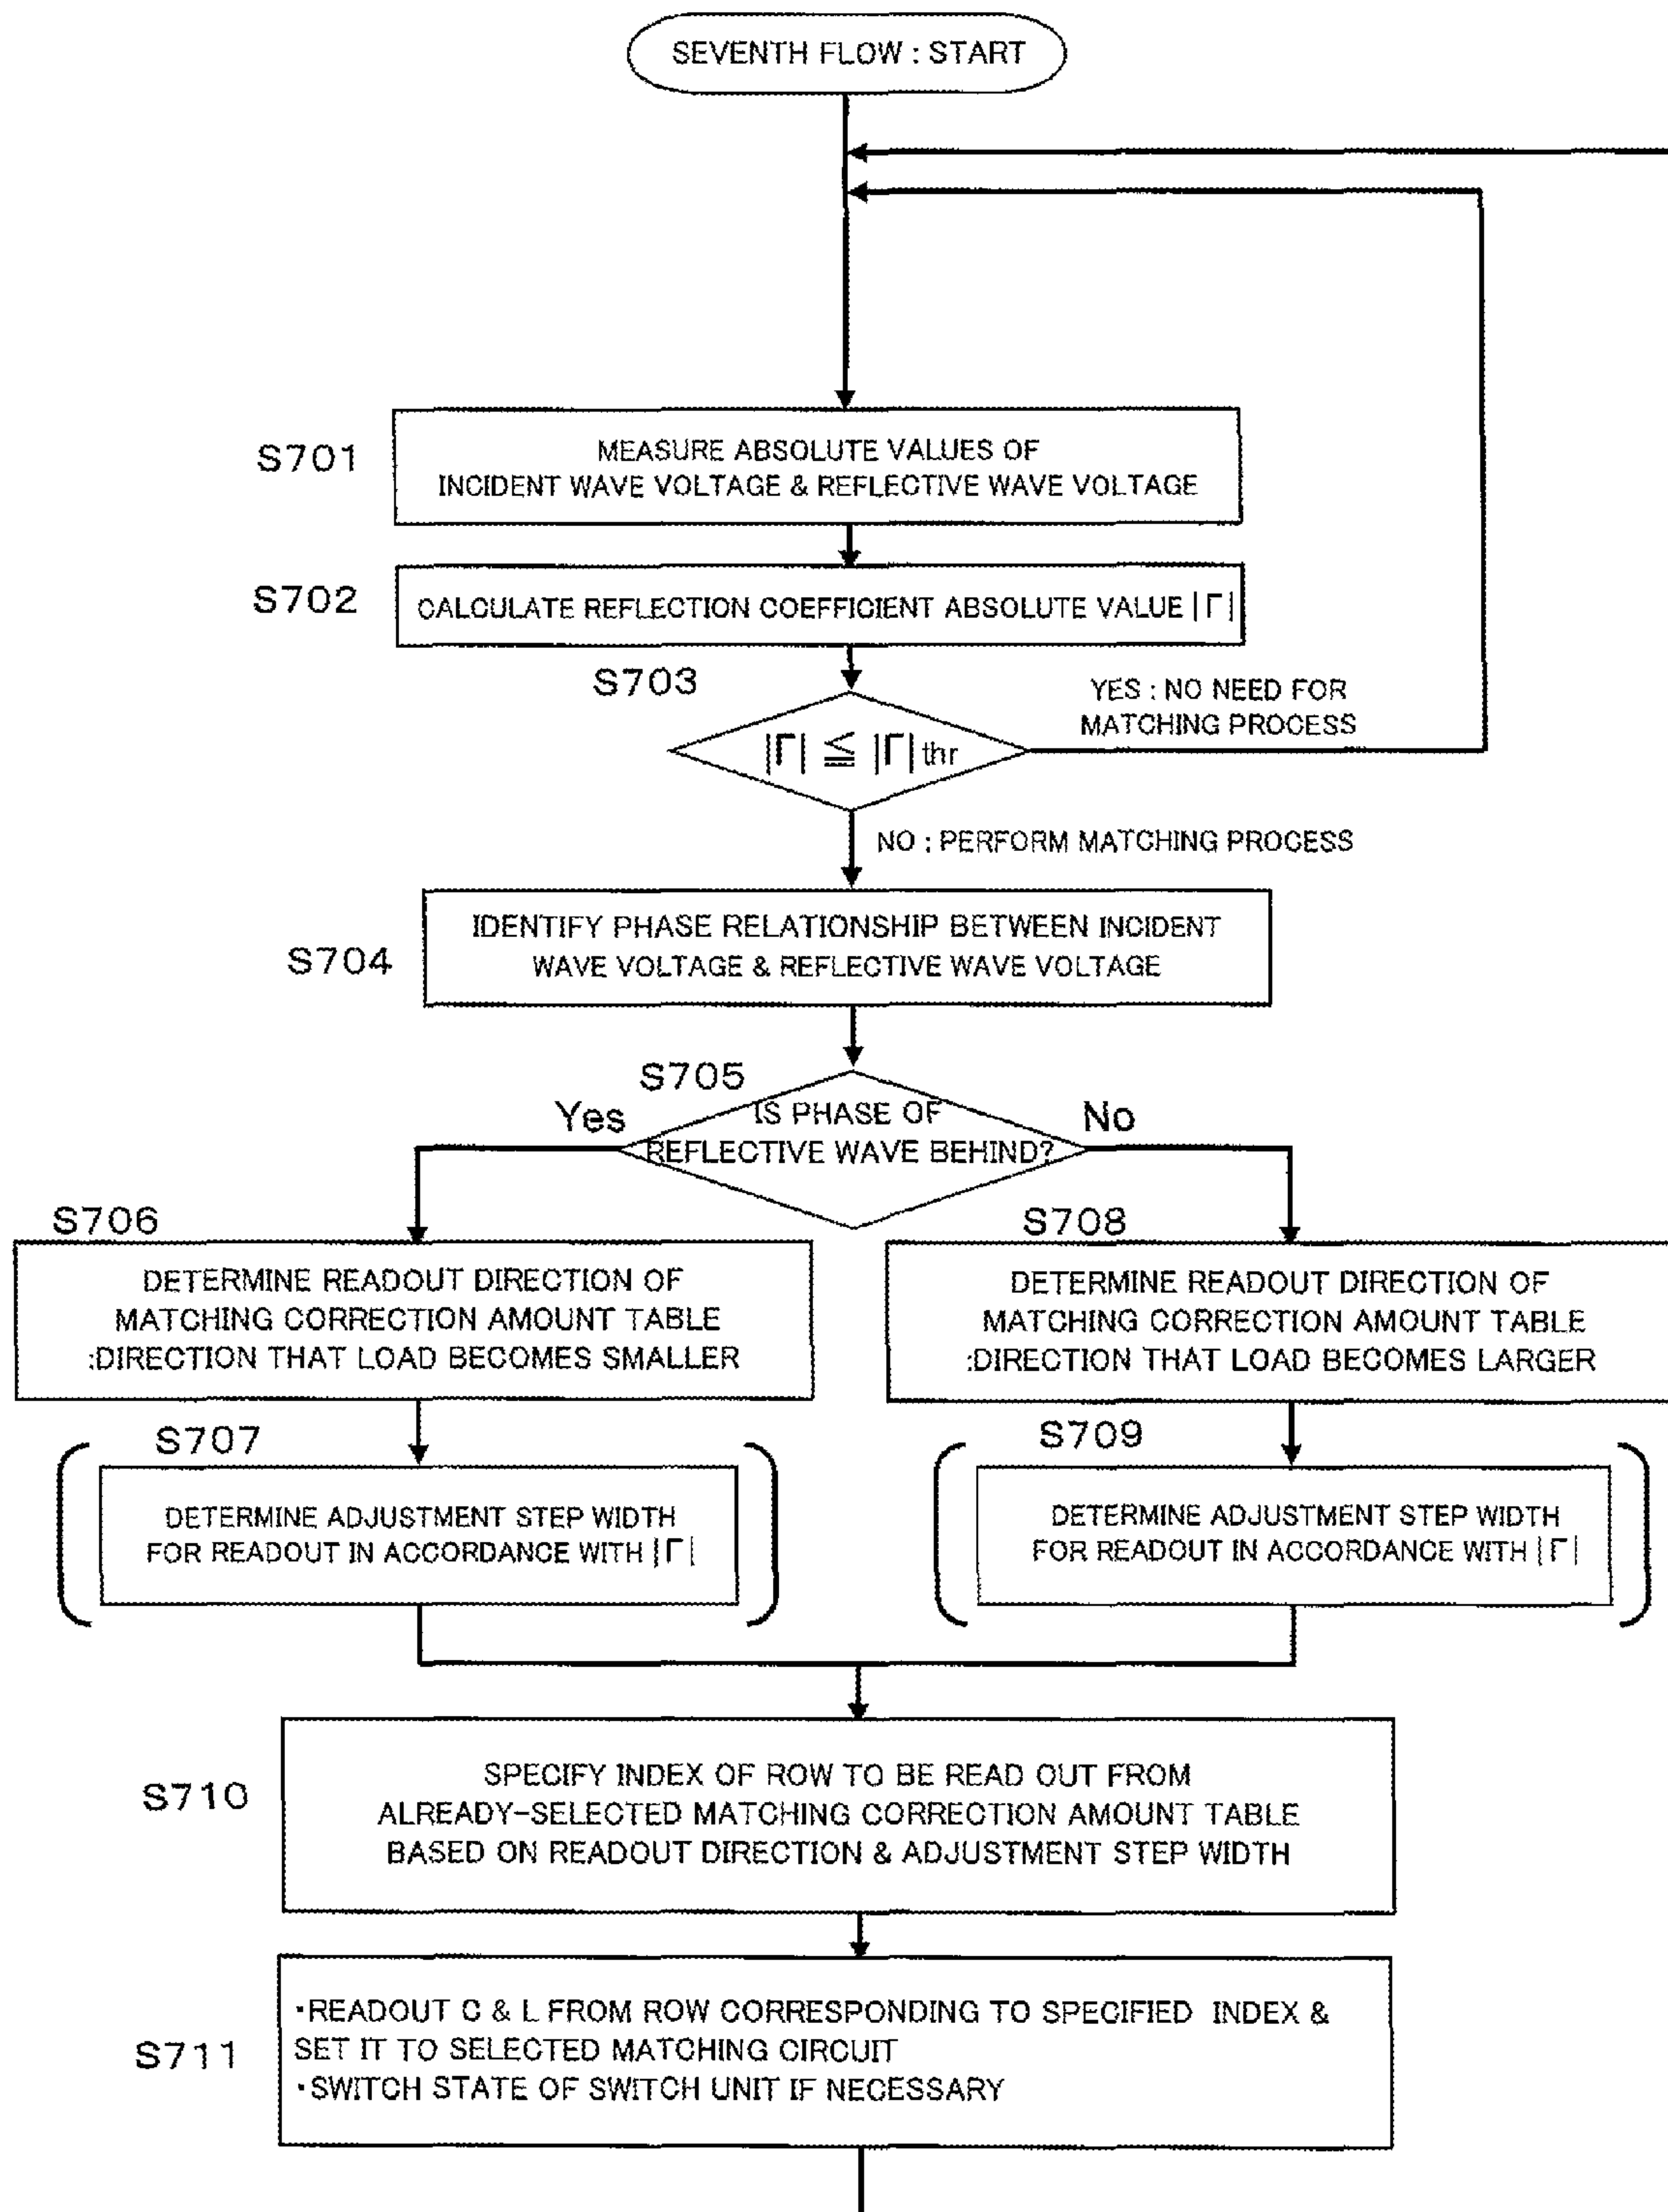 SEVENTH FLOW : START
S701
MEASURE ABSOLUTE VALUES OF
INCIDENT WAVE VOLTAGE & REFLECTIVE WAVE VOLTAGE
S702
CALCULATE REFLECTION COEFFICIENT ABSOLUTE VALUE |Γ|
S703
|Γ| ≦ |Γ| thr
YES : NO NEED FOR
MATCHING PROCESS
NO : PERFORM MATCHING PROCESS
S704
IDENTIFY PHASE RELATIONSHIP BETWEEN INCIDENT
WAVE VOLTAGE & REFLECTIVE WAVE VOLTAGE
S705
Yes
IS PHASE OF
REFLECTIVE WAVE BEHIND?
No
S706
DETERMINE READOUT DIRECTION OF
MATCHING CORRECTION AMOUNT TABLE
:DIRECTION THAT LOAD BECOMES SMALLER
S708
DETERMINE READOUT DIRECTION OF
MATCHING CORRECTION AMOUNT TABLE
:DIRECTION THAT LOAD BECOMES LARGER
S707
DETERMINE ADJUSTMENT STEP WIDTH
FOR READOUT IN ACCORDANCE WITH |Γ|
S709
DETERMINE ADJUSTMENT STEP WIDTH
FOR READOUT IN ACCORDANCE WITH |Γ|
S710
SPECIFY INDEX OF ROW TO BE READ OUT FROM
ALREADY-SELECTED MATCHING CORRECTION AMOUNT TABLE
BASED ON READOUT DIRECTION & ADJUSTMENT STEP WIDTH
S711
・READOUT C & L FROM ROW CORRESPONDING TO SPECIFIED INDEX &
SET IT TO SELECTED MATCHING CIRCUIT
・SWITCH STATE OF SWITCH UNIT IF NECESSARY